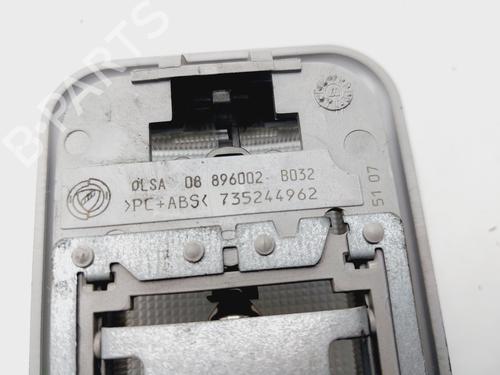 B-PARTS
OLSA 08 896002 B032
>PC+ABS< 735244962
51 07